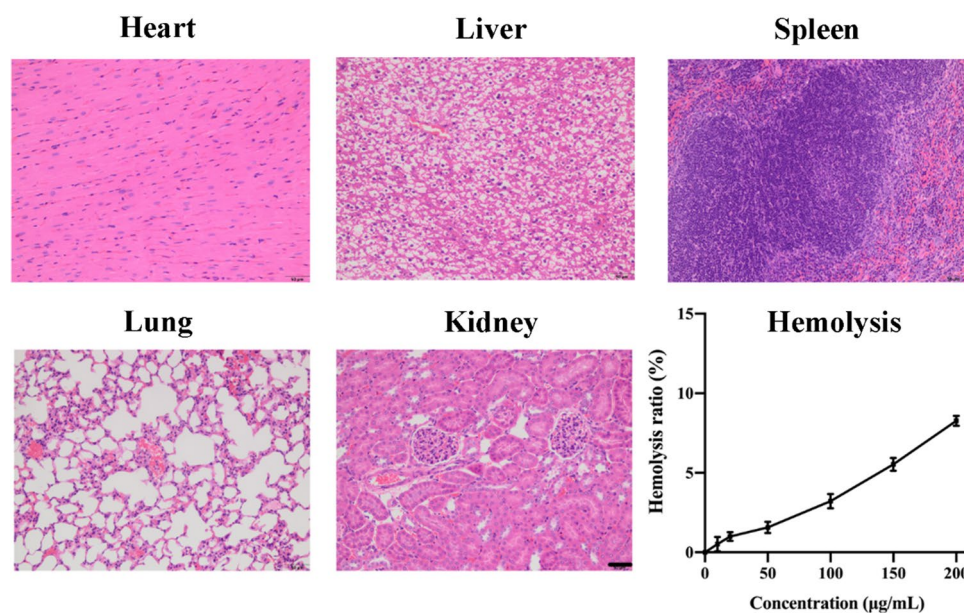 Heart
Liver
Spleen
Lung
Kidney
Hemolysis
Hemolysis ratio (%)
15
10
5
0
0
50
100
150
200
Concentration (μg/mL)